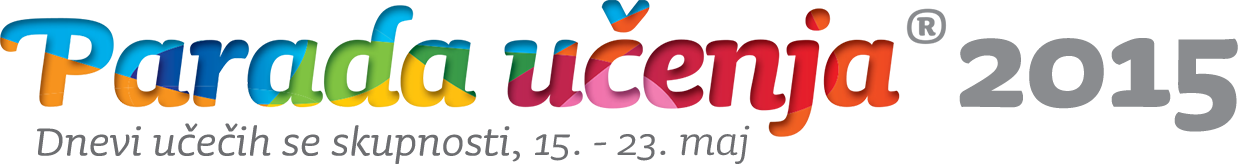 Parada učenja® 2015
Dnevi učečih se skupnosti, 15. - 23. maj